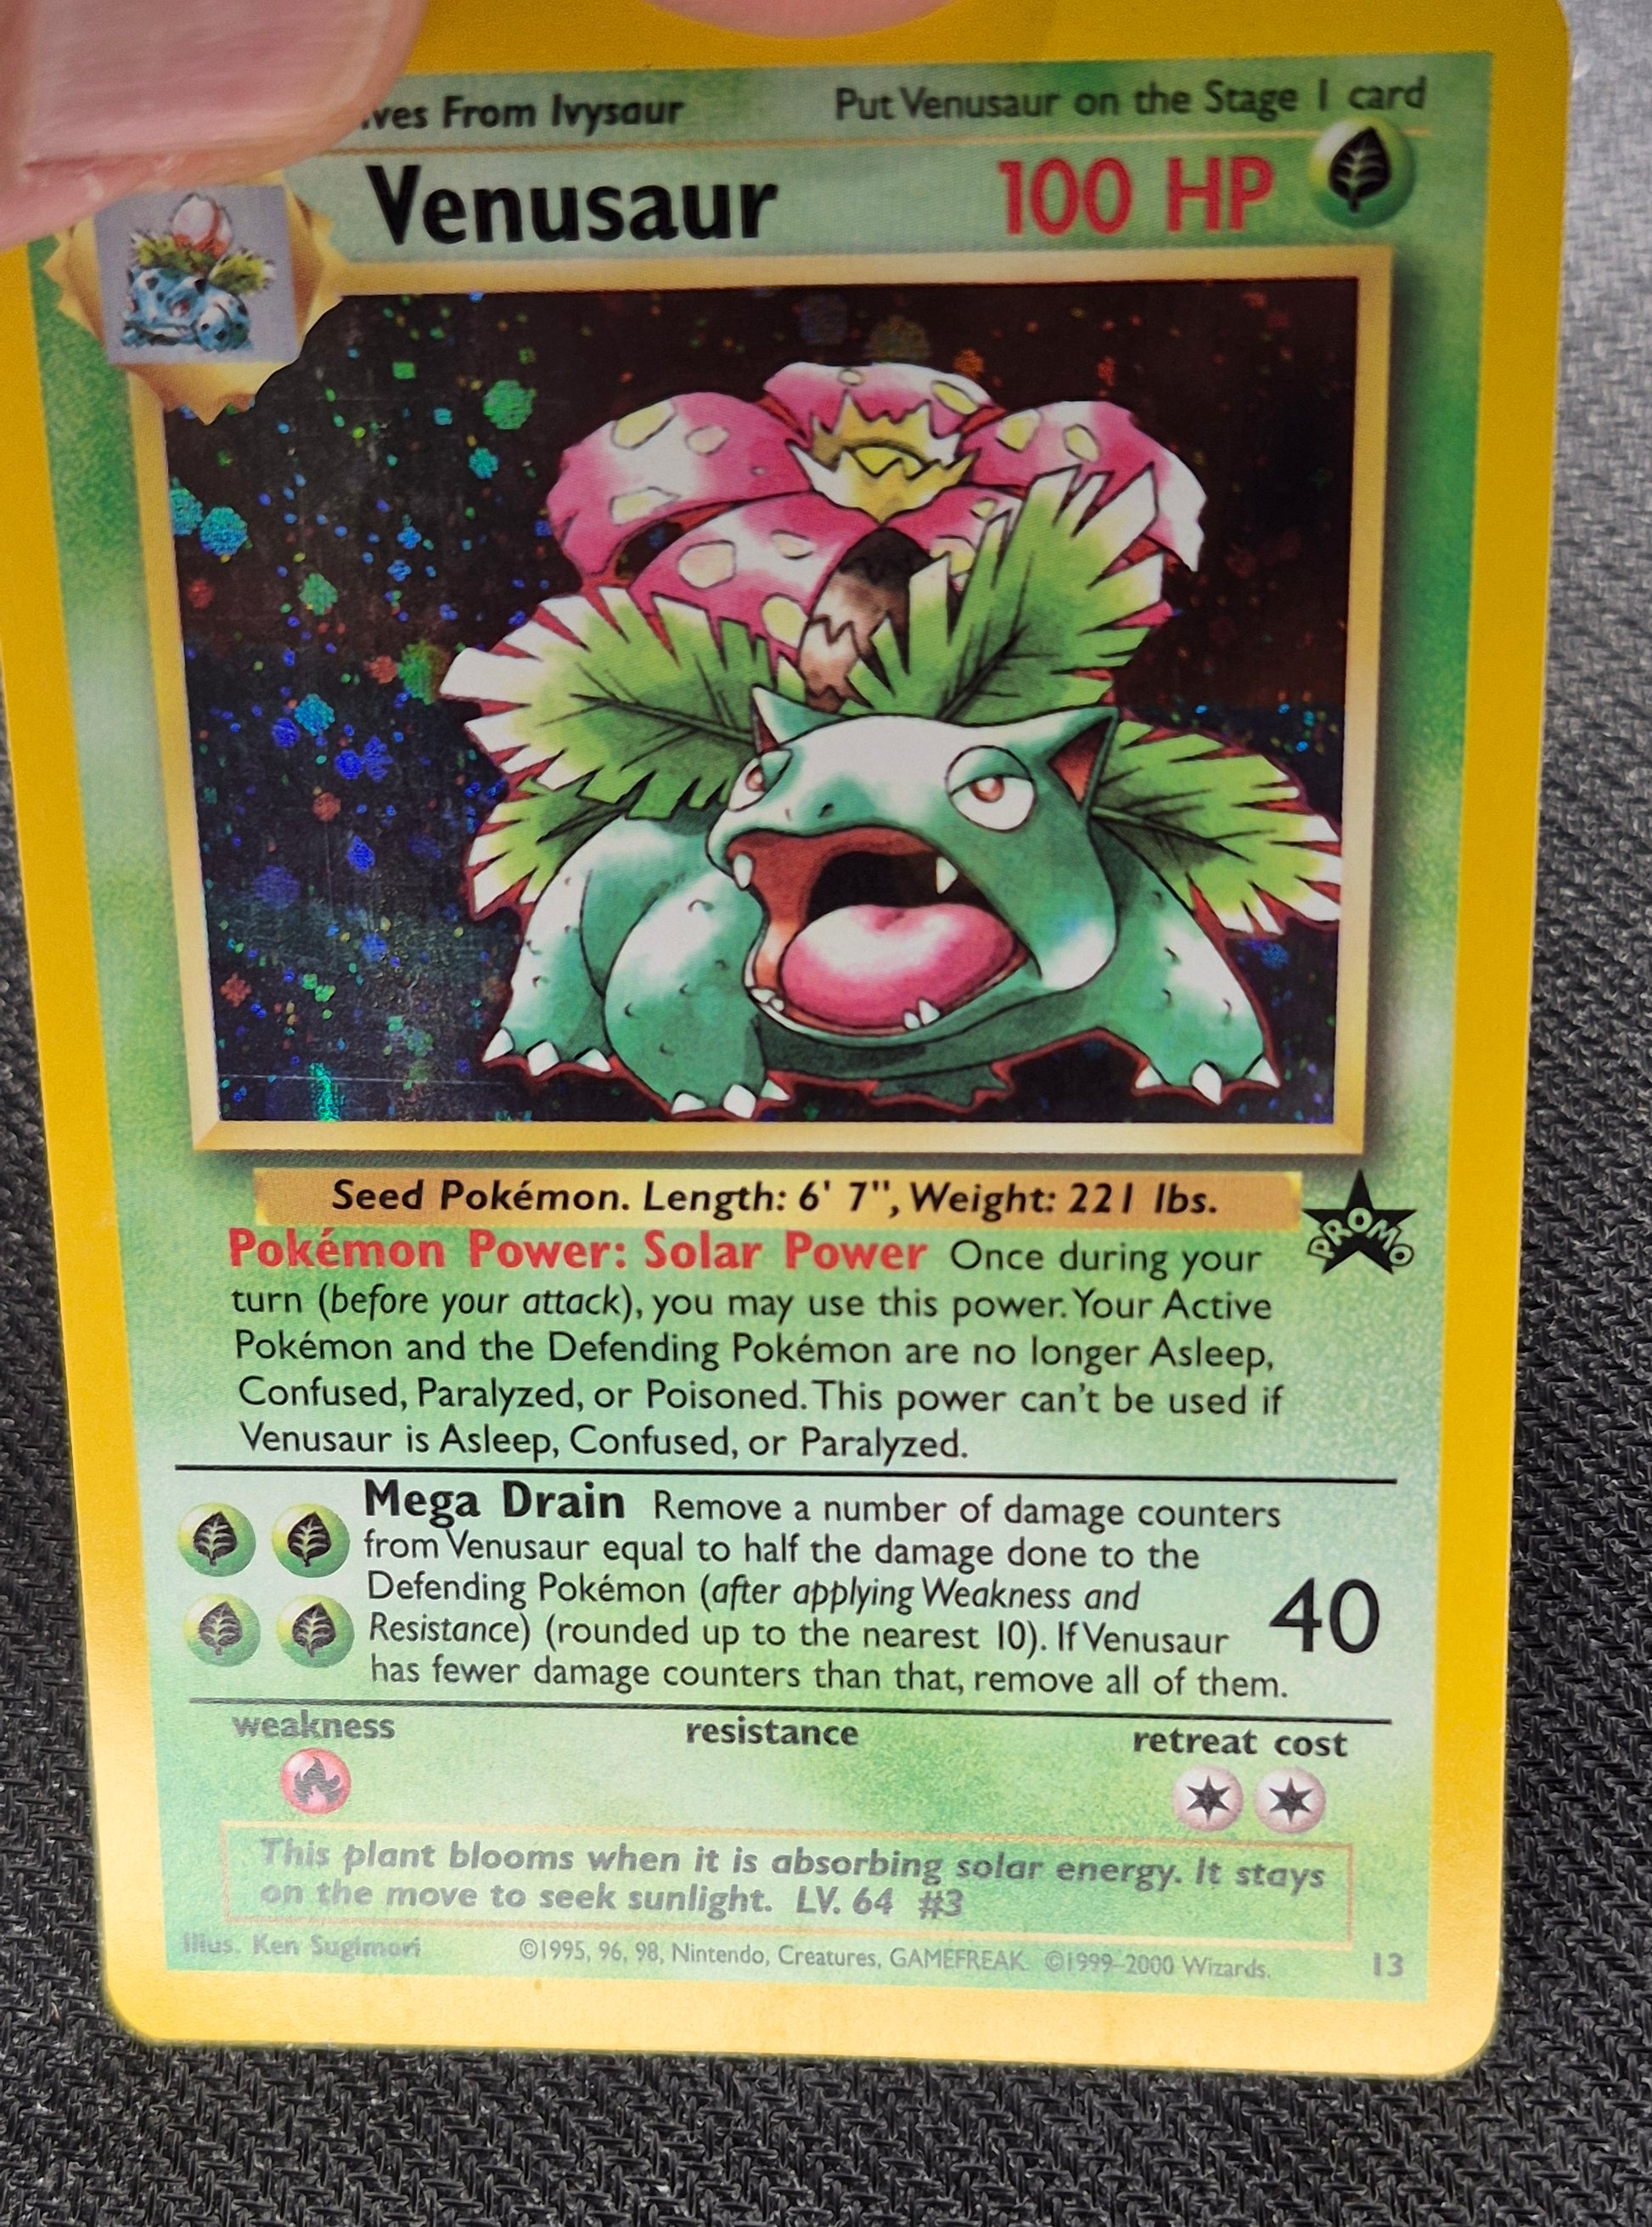 From Ivysaur Put Venusaur on the Stage 1 card
Venusaur 100 HP
Seed Pokémon. Length: 6' 7", Weight: 221 lbs.
PROMO
Pokémon Power: Solar Power Once during your
turn (before your attack), you may use this power. Your Active
Pokémon and the Defending Pokémon are no longer Asleep,
Confused, Paralyzed, or Poisoned. This power can't be used if
Venusaur is Asleep, Confused, or Paralyzed.
Mega Drain Remove a number of damage counters
from Venusaur equal to half the damage done to the
Defending Pokémon (after applying Weakness and
Resistance) (rounded up to the nearest 10). If Venusaur
has fewer damage counters than that, remove all of them.
40
weakness resistance retreat cost
This plant blooms when it is absorbing solar energy. It stays
on the move to seek sunlight. LV. 64 #3
Illus. Ken Sugimori ©1995, 96, 98, Nintendo, Creatures, GAMEFREAK. ©1999-2000 Wizards. 13